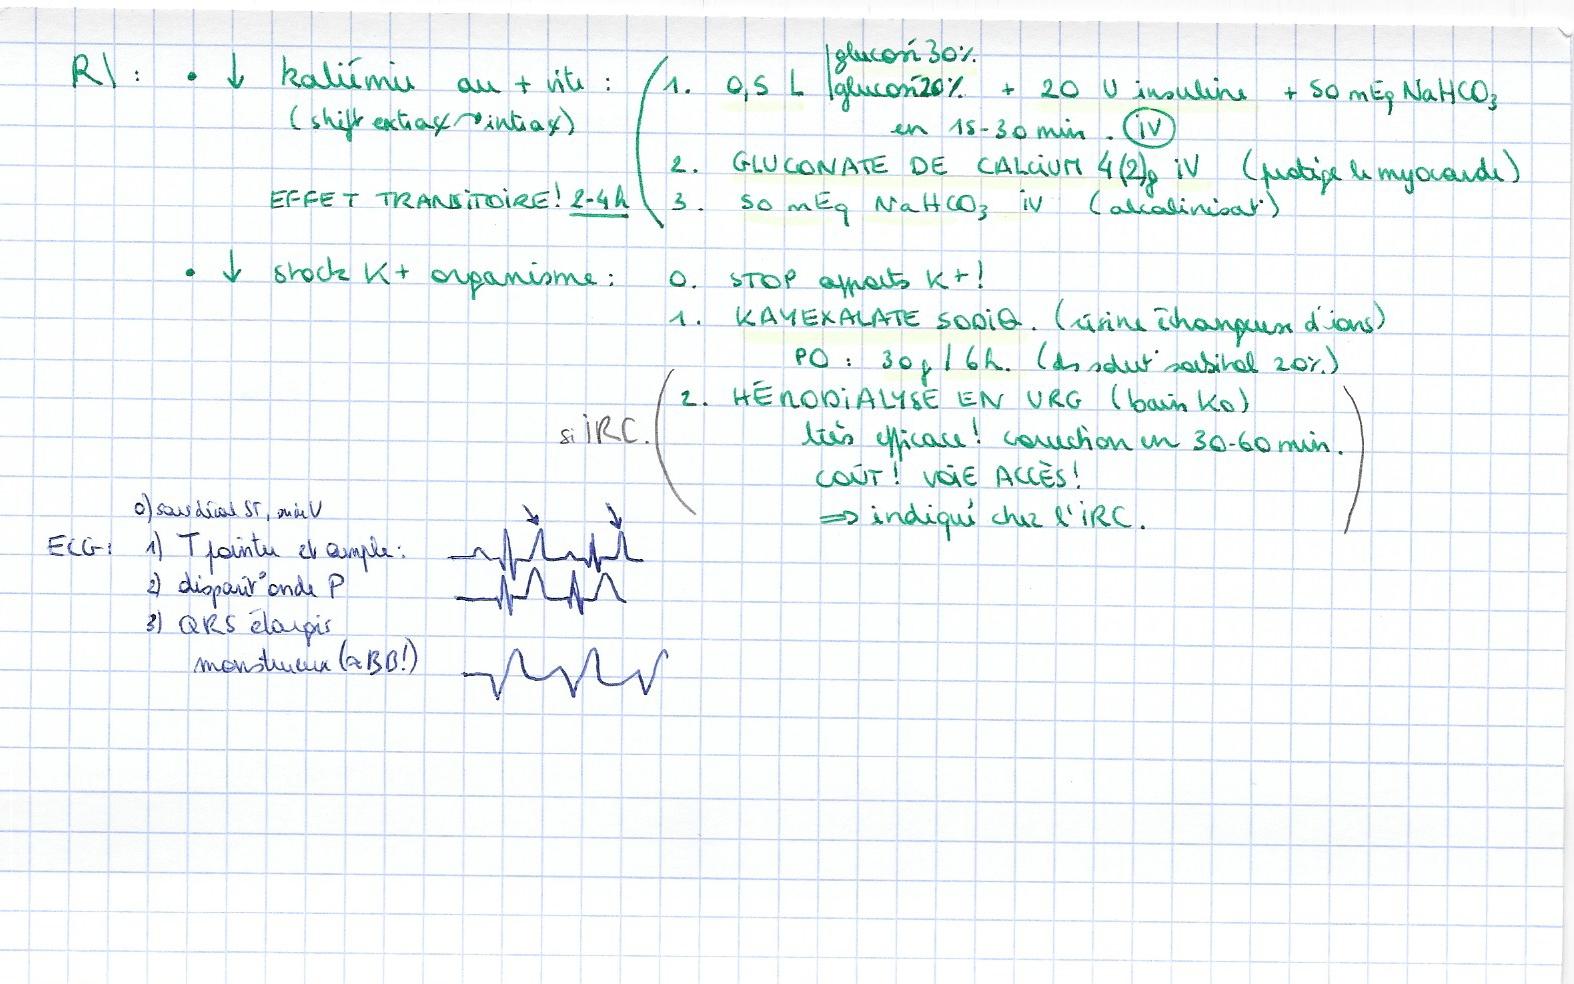 glucosé 30%
R/ : • ↓ kaliémie au + vite : 1. 0,5 L glucosé 20% + 20 U insuline + 50 mEq NaHCO3
(shift extra → intra) en 15-30 min. IV
2. GLUCONATE DE CALCIUM 4(2)g IV (protège le myocarde)
EFFET TRANSITOIRE! 2-4h 3. 50 mEq NaHCO3 iv (alcalinisat°)
• ↓ stock K+ organisme : 0. STOP apports K+!
1. KAYEXALATE SODIQ. (résine échangeuse d'ions)
PO : 30g / 6h. (ds solut° sorbitol 20%)
si IRC. 2. HÉMODIALYSE EN URG (bain K0)
très efficace! correction en 30-60 min.
COÛT! VOIE ACCÈS!
⇒ indiqué chez l'IRC.
0) sous décal ST, onde U
ECG: 1) T pointu et ample :
2) disparit° onde P
3) QRS élargis
monstrueux (≈ BB!)